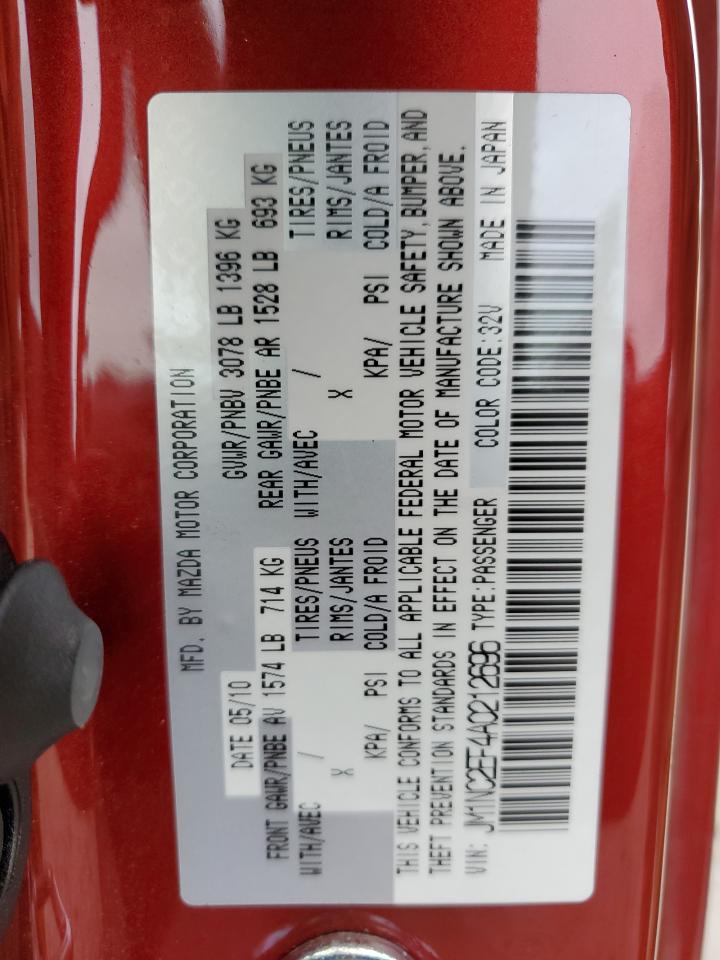 MFD. BY MAZDA MOTOR CORPORATION
DATE 05/10 GVWR/PNBV 3078 LB 1396 KG
FRONT GAWR/PNBE AV 1574 LB 714 KG REAR GAWR/PNBE AR 1528 LB 693 KG
WITH/AVEC / TIRES/PNEUS WITH/AVEC / TIRES/PNEUS
X RIMS/JANTES X RIMS/JANTES
KPA/ PSI COLD/A FROID KPA/ PSI COLD/A FROID
THIS VEHICLE CONFORMS TO ALL APPLICABLE FEDERAL MOTOR VEHICLE SAFETY, BUMPER, AND
THEFT PREVENTION STANDARDS IN EFFECT ON THE DATE OF MANUFACTURE SHOWN ABOVE.
VIN: JM1NC2EF4A0212696 TYPE:PASSENGER COLOR CODE:32V MADE IN JAPAN